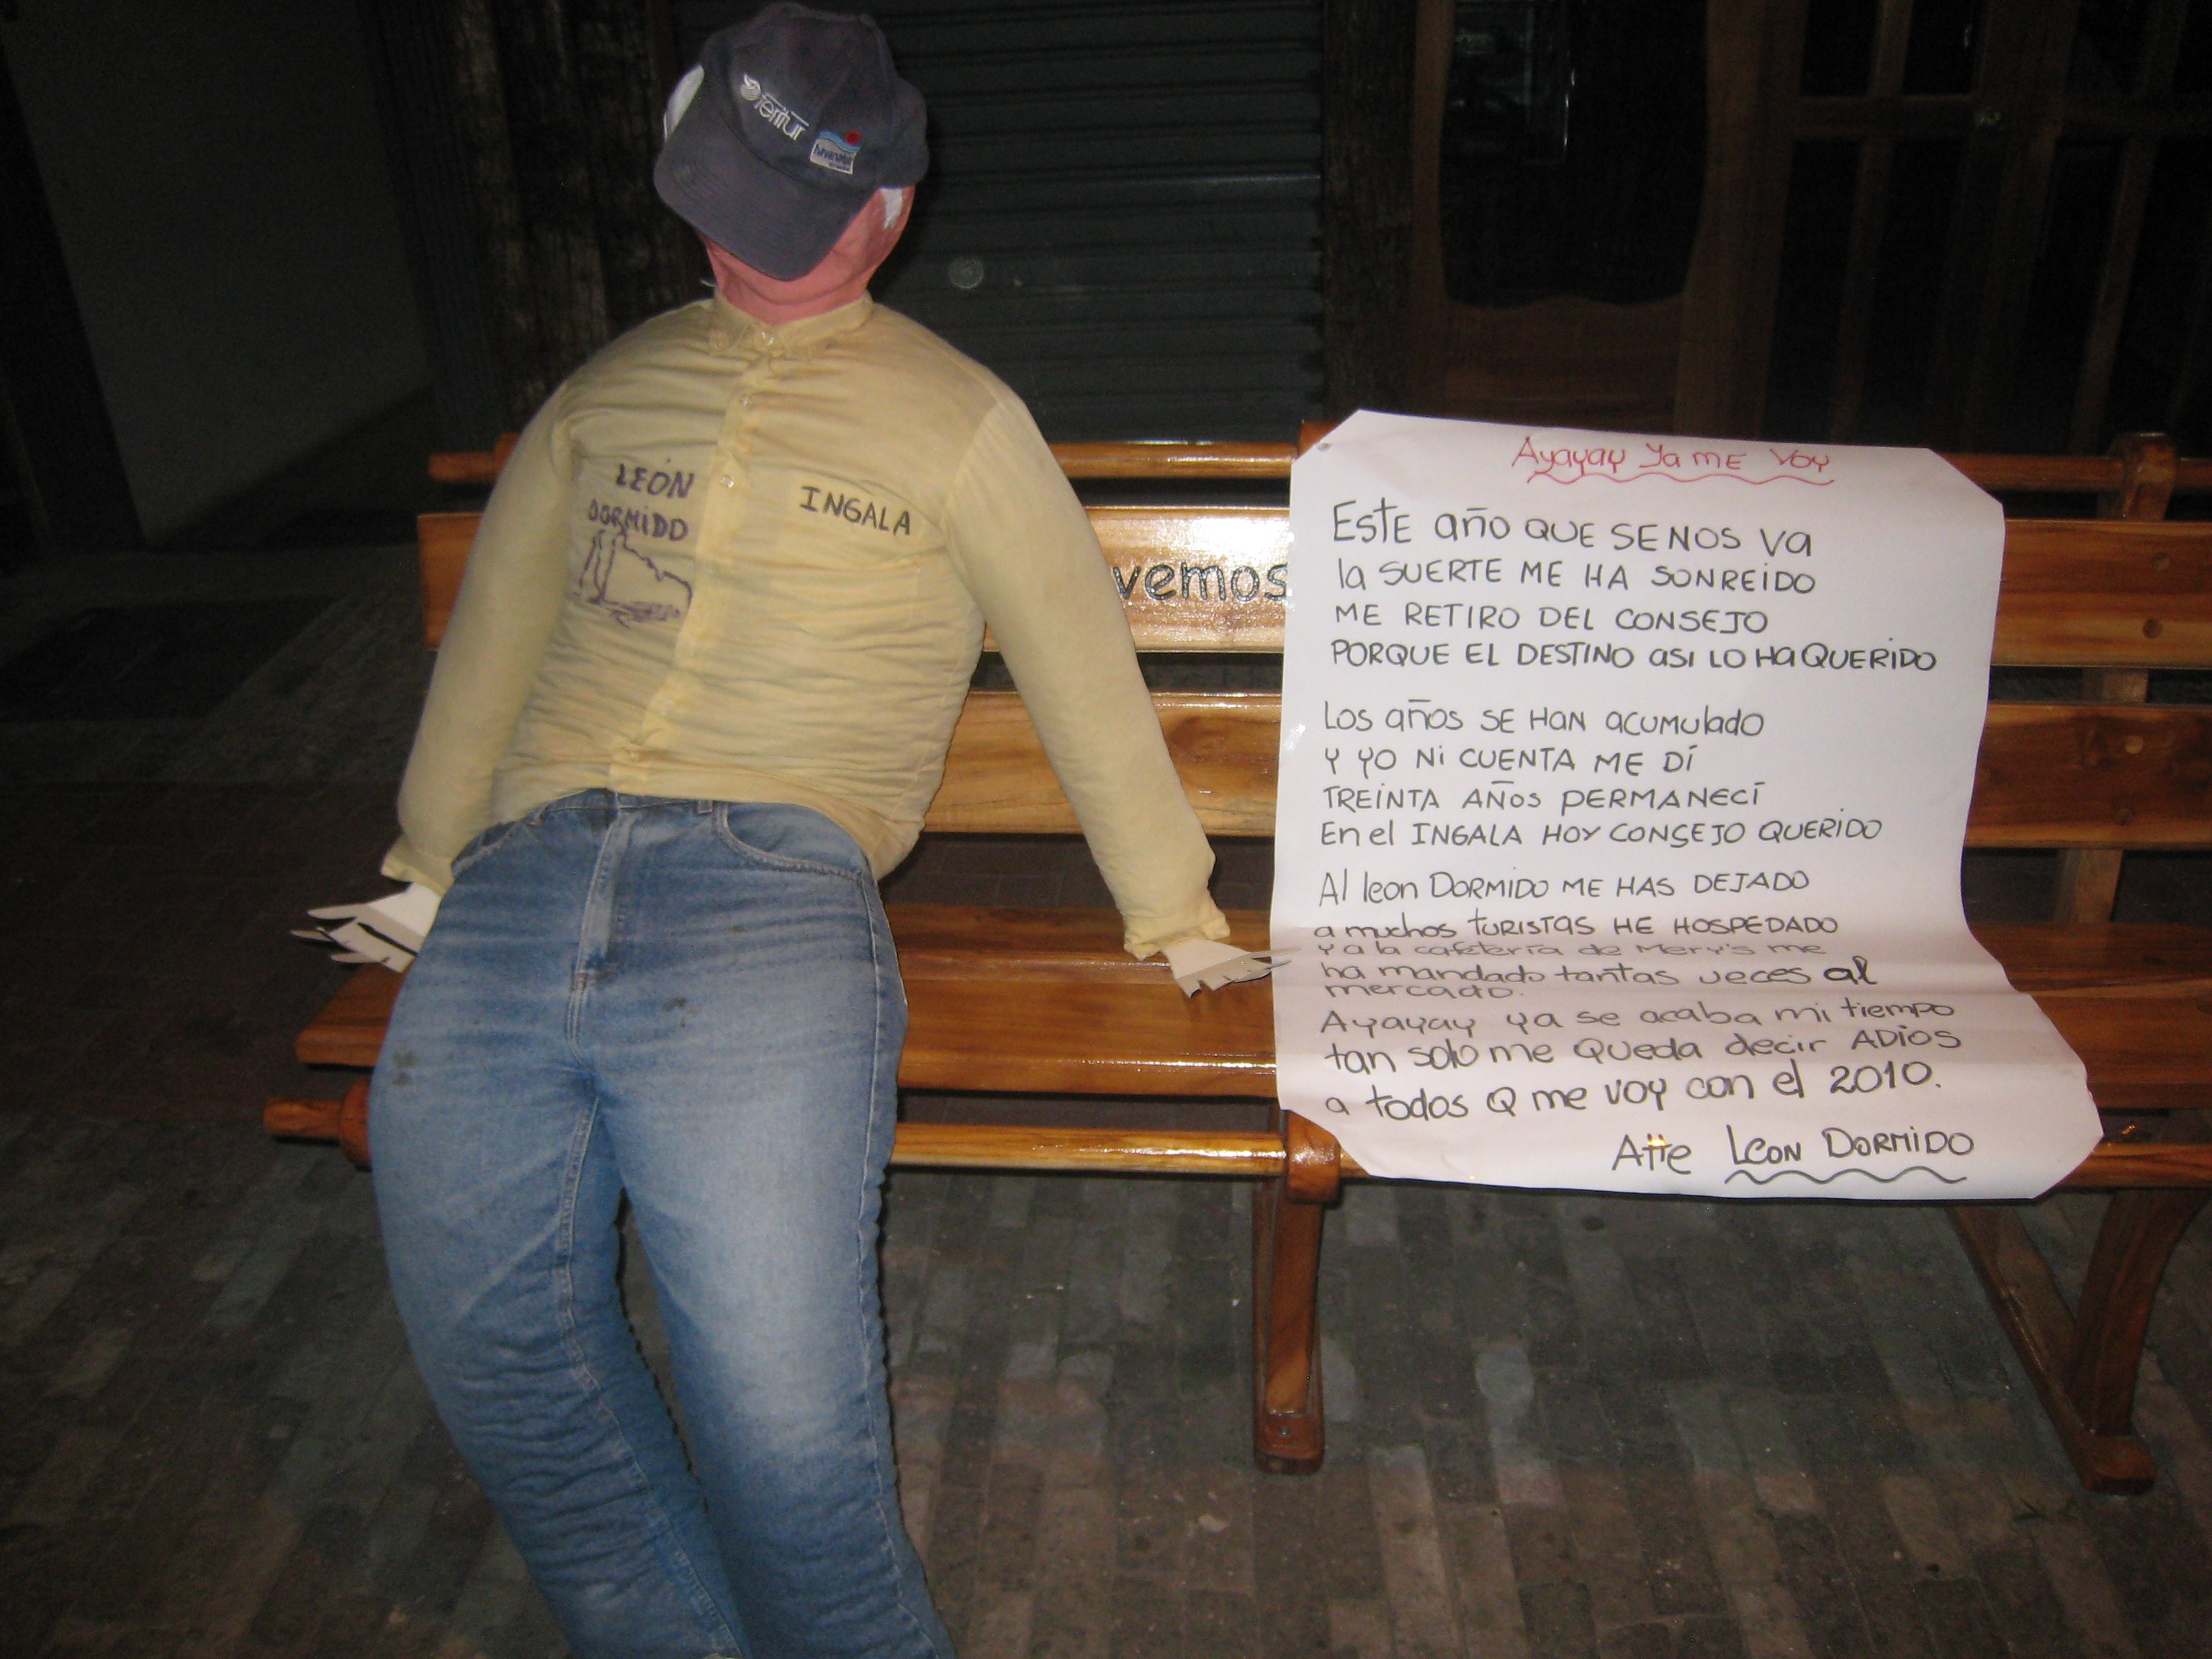 feritur
LEÓN
DORMIDO
INGALA
vemos
Ayayay Ya ME VOY
ESTE año QUE SE NOS Va
la SUERTE ME HA SONREIDO
ME RETIRO DEL CONSEJO
PORQUE EL DESTINO aSI LO Ha QUERIDO
Los años SE Han acumulado
Y YO Ni CUENTA ME DÍ
TREINTA AÑOS PERMANECÍ
En el INGALA HOY CONSEJO QUERIDO
Al leon DORMIDO ME HAS DEJADO
a muchos tURISTAS HE HOSPEDADO
Y a la cafetería de Mery's me
ha mandado tantas veces al
mercado.
Ayayay ya se acaba mi tiempo
tan solo me Queda decir ADIOS
a todos Q me voy con el 2010.
Atte Leon DORMIDO